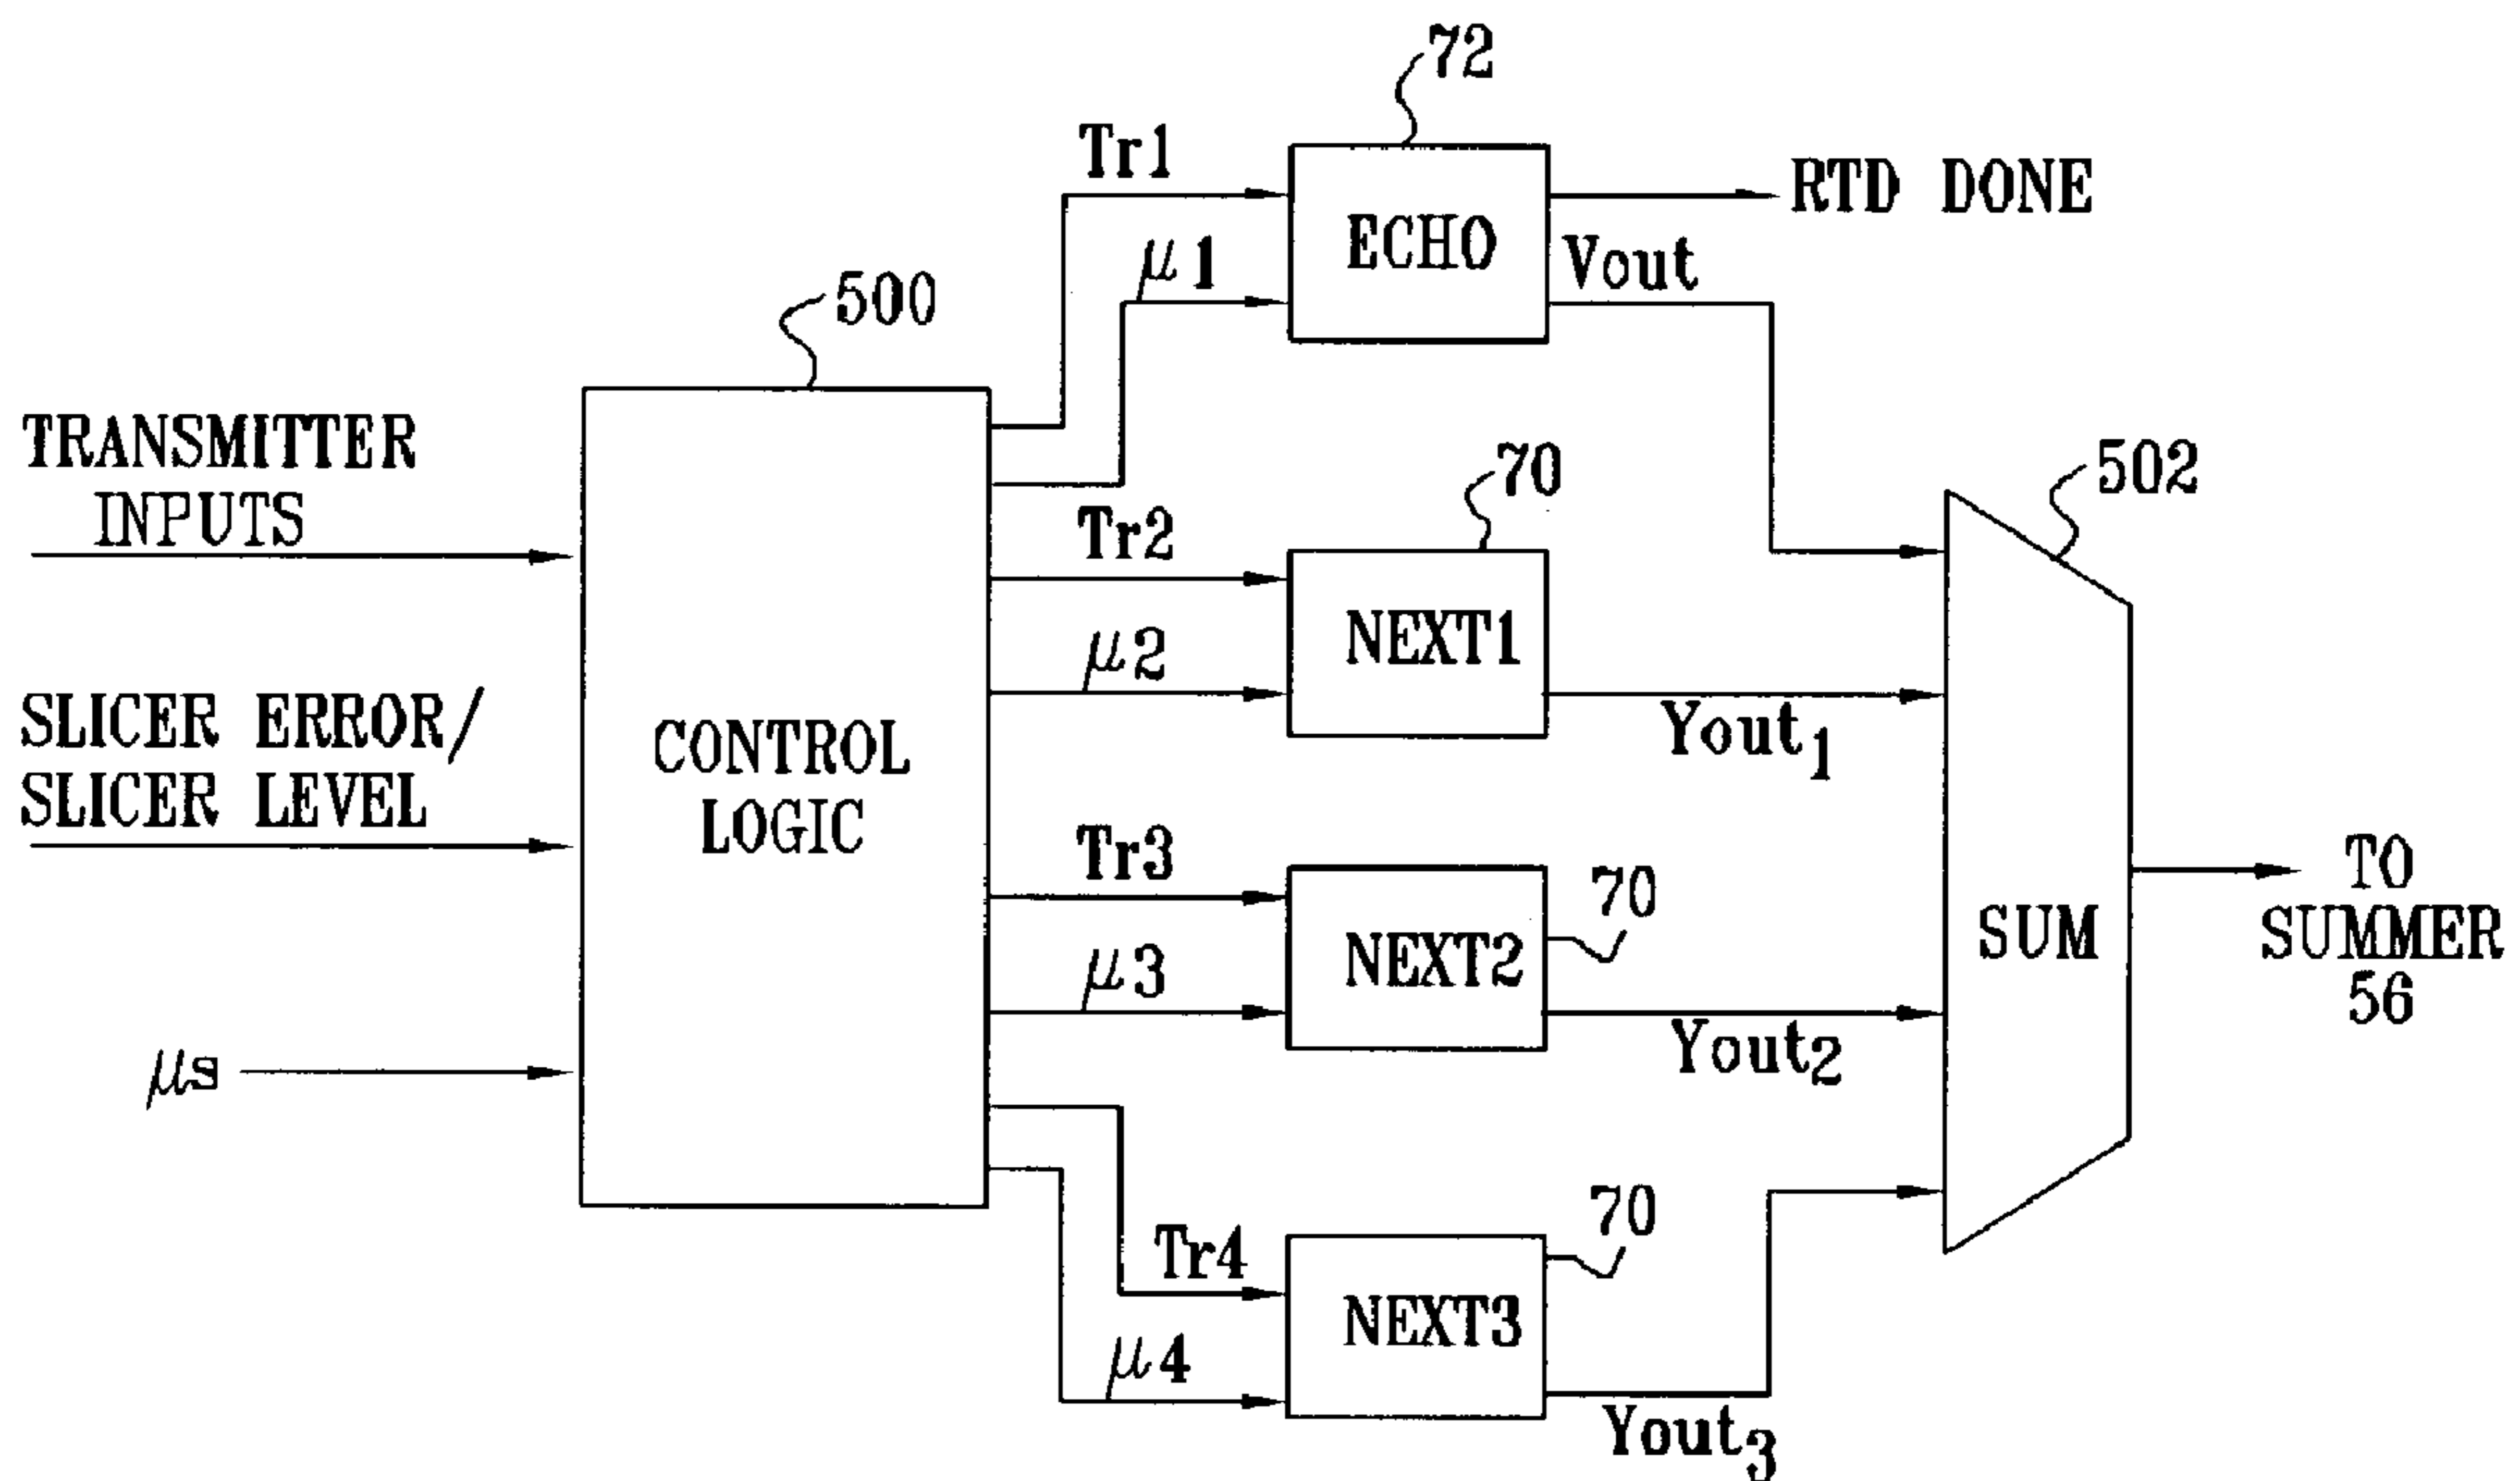 72
Tr1
RTD DONE
ECHO
μ1
Vout
500
TRANSMITTER
INPUTS
502
70
Tr2
NEXT1
μ2
Yout1
SLICER ERROR/
SLICER LEVEL
CONTROL
LOGIC
Tr3
70
NEXT2
μ3
Yout2
SUM
TO
SUMMER
56
μs
70
Tr4
NEXT3
μ4
Yout3